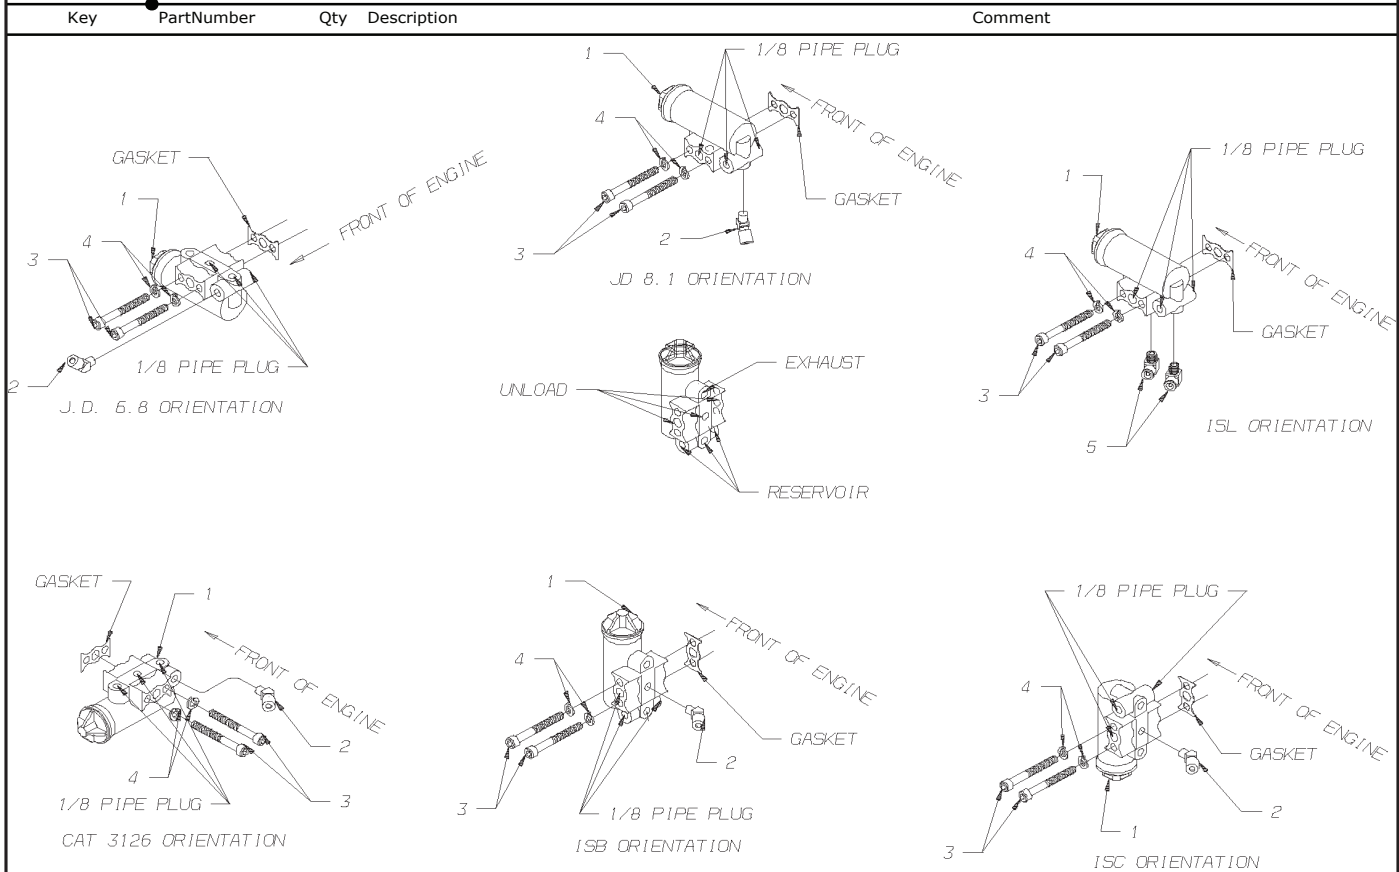 Key PartNumber Qty Description Comment
GASKET
1
4
3
2
FRONT OF ENGINE
1/8 PIPE PLUG
J.D. 6.8 ORIENTATION
1
1/8 PIPE PLUG
4
3
2
FRONT OF ENGINE
GASKET
JD 8.1 ORIENTATION
1/8 PIPE PLUG
1
4
3
5
FRONT OF ENGINE
GASKET
ISL ORIENTATION
EXHAUST
UNLOAD
RESERVOIR
GASKET
1
FRONT OF ENGINE
2
4
3
1/8 PIPE PLUG
CAT 3126 ORIENTATION
1
FRONT OF ENGINE
4
GASKET
2
3
1/8 PIPE PLUG
ISB ORIENTATION
1/8 PIPE PLUG
FRONT OF ENGINE
4
GASKET
2
3
1
ISC ORIENTATION